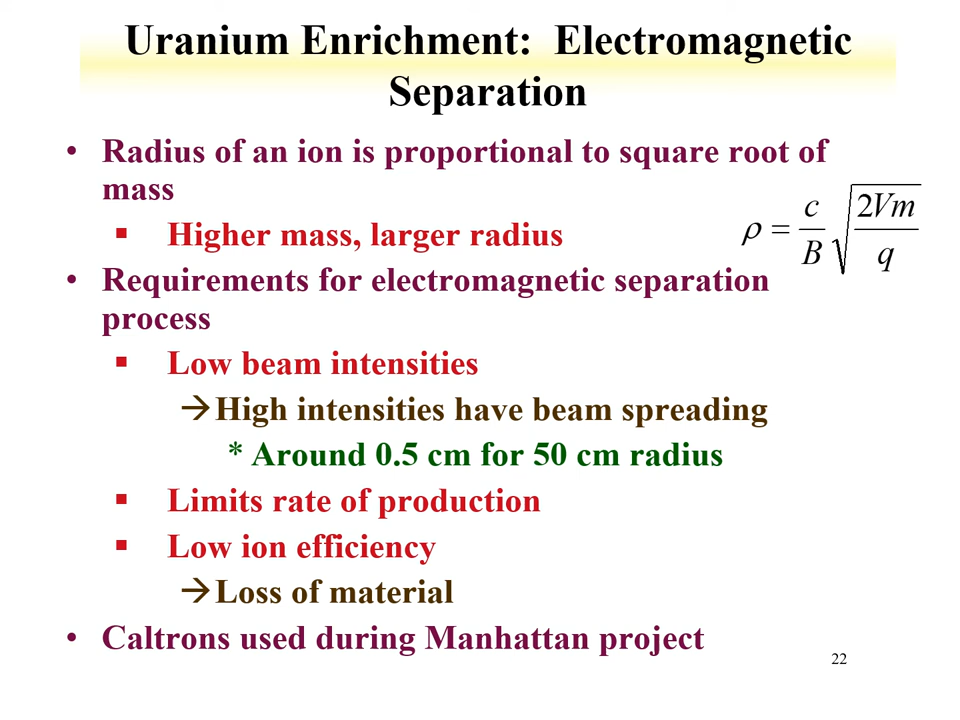 Uranium Enrichment: Electromagnetic
Separation
• Radius of an ion is proportional to square root of
mass
▪ Higher mass, larger radius
ρ = c/B √(2Vm/q)
• Requirements for electromagnetic separation
process
▪ Low beam intensities
→High intensities have beam spreading
* Around 0.5 cm for 50 cm radius
▪ Limits rate of production
▪ Low ion efficiency
→Loss of material
• Caltrons used during Manhattan project
22